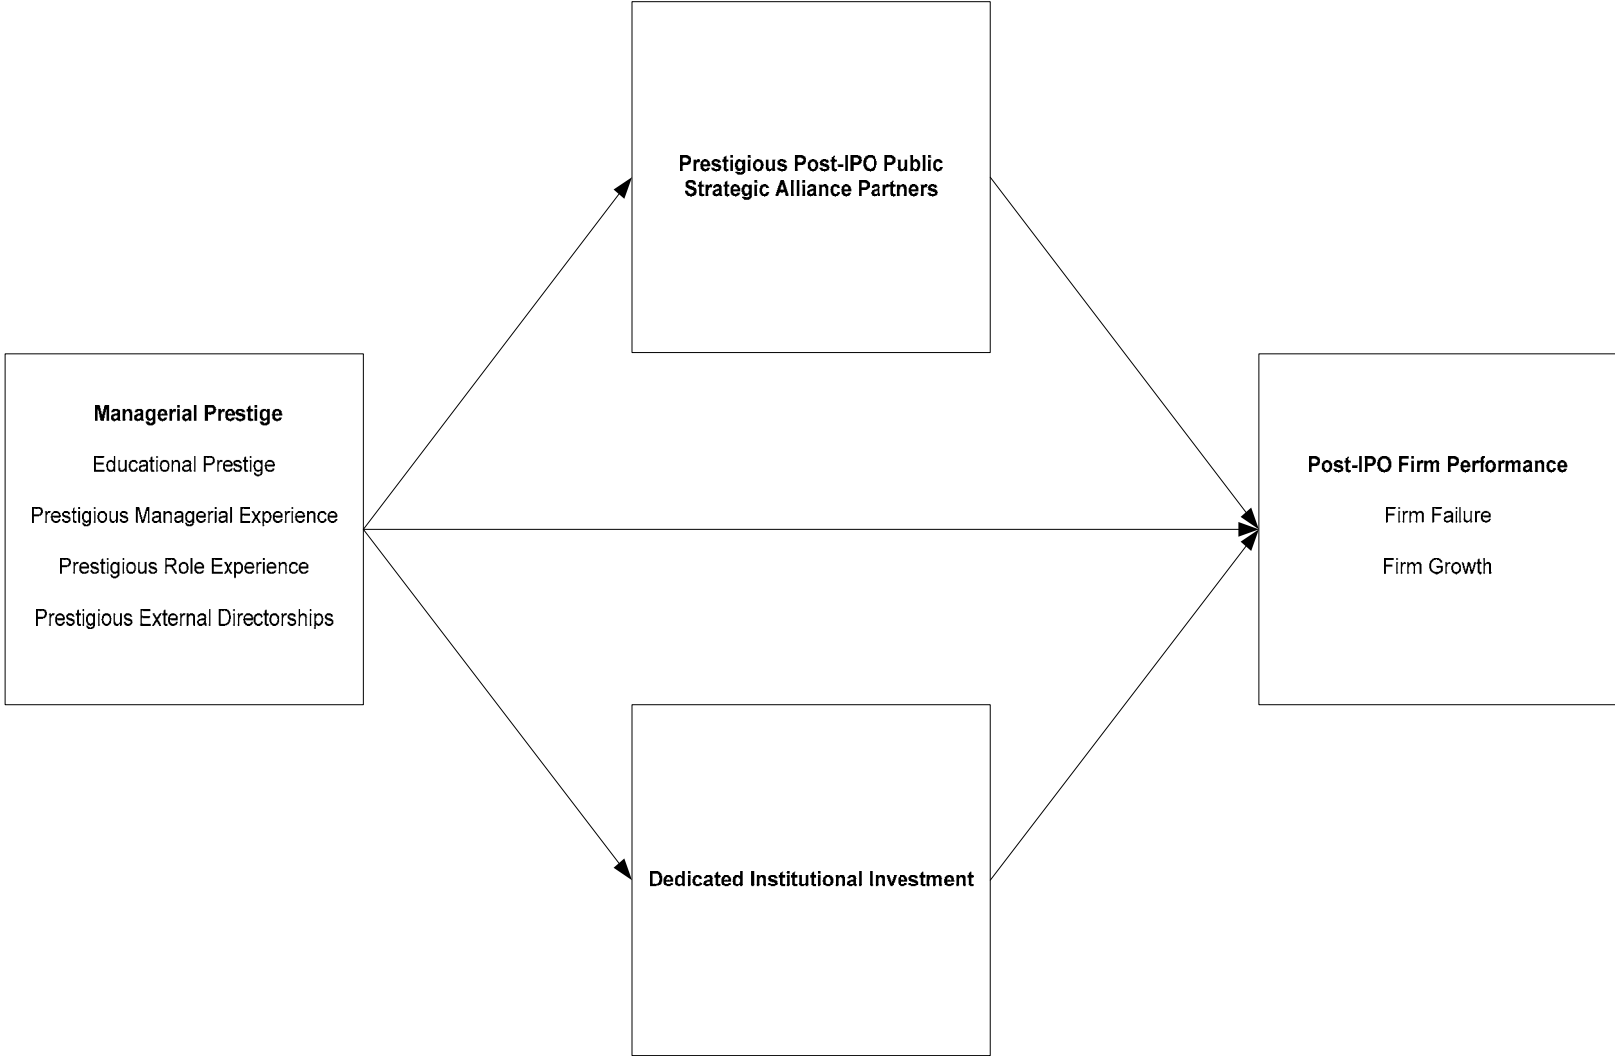 Prestigious Post-IPO Public
Strategic Alliance Partners
Managerial Prestige
Educational Prestige
Prestigious Managerial Experience
Prestigious Role Experience
Prestigious External Directorships
Post-IPO Firm Performance
Firm Failure
Firm Growth
Dedicated Institutional Investment